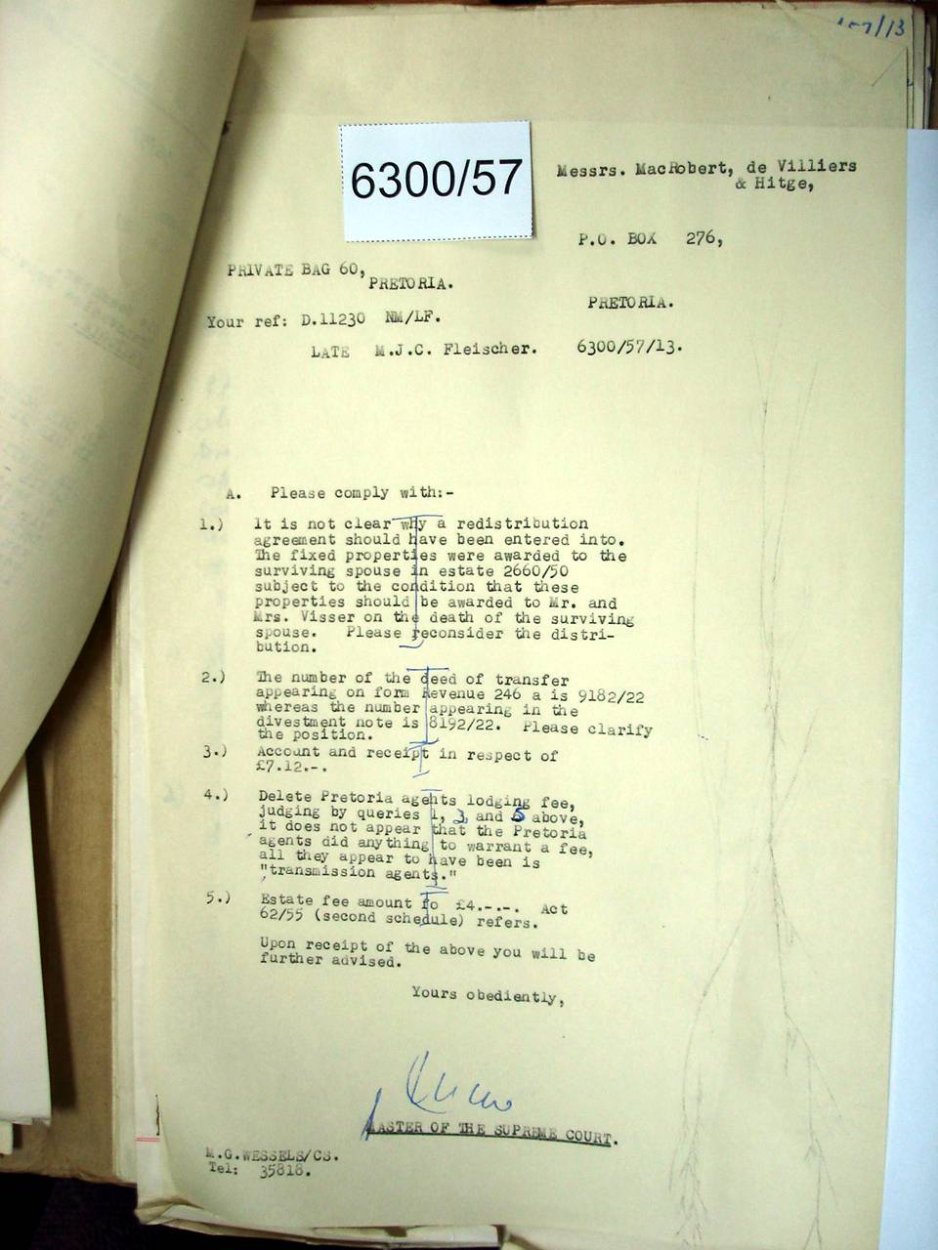 /13
6300/57
Messrs. MacRobert, de Villiers
& Hitge,
P.O. BOX 276,
PRIVATE BAG 60,
PRETORIA.
PRETORIA.
Your ref: D.11230 NM/LF.
LATE M.J.C. Fleischer. 6300/57/13.
A. Please comply with:-
1.) It is not clear why a redistribution
agreement should have been entered into.
The fixed properties were awarded to the
surviving spouse in estate 2660/50
subject to the condition that these
properties should be awarded to Mr. and
Mrs. Visser on the death of the surviving
spouse. Please reconsider the distri-
bution.
2.) The number of the deed of transfer
appearing on form Revenue 246 a is 9182/22
whereas the number appearing in the
divestment note is 8192/22. Please clarify
the position.
3.) Account and receipt in respect of
£7.12.-.
4.) Delete Pretoria agents lodging fee,
judging by queries 1, 3, and 5 above,
it does not appear that the Pretoria
agents did anything to warrant a fee,
all they appear to have been is
"transmission agents."
5.) Estate fee amount to £4.-.-. Act
62/55 (second schedule) refers.
Upon receipt of the above you will be
further advised.
Yours obediently,
MASTER OF THE SUPREME COURT.
M.G.WESSELS/CS.
Tel: 35818.